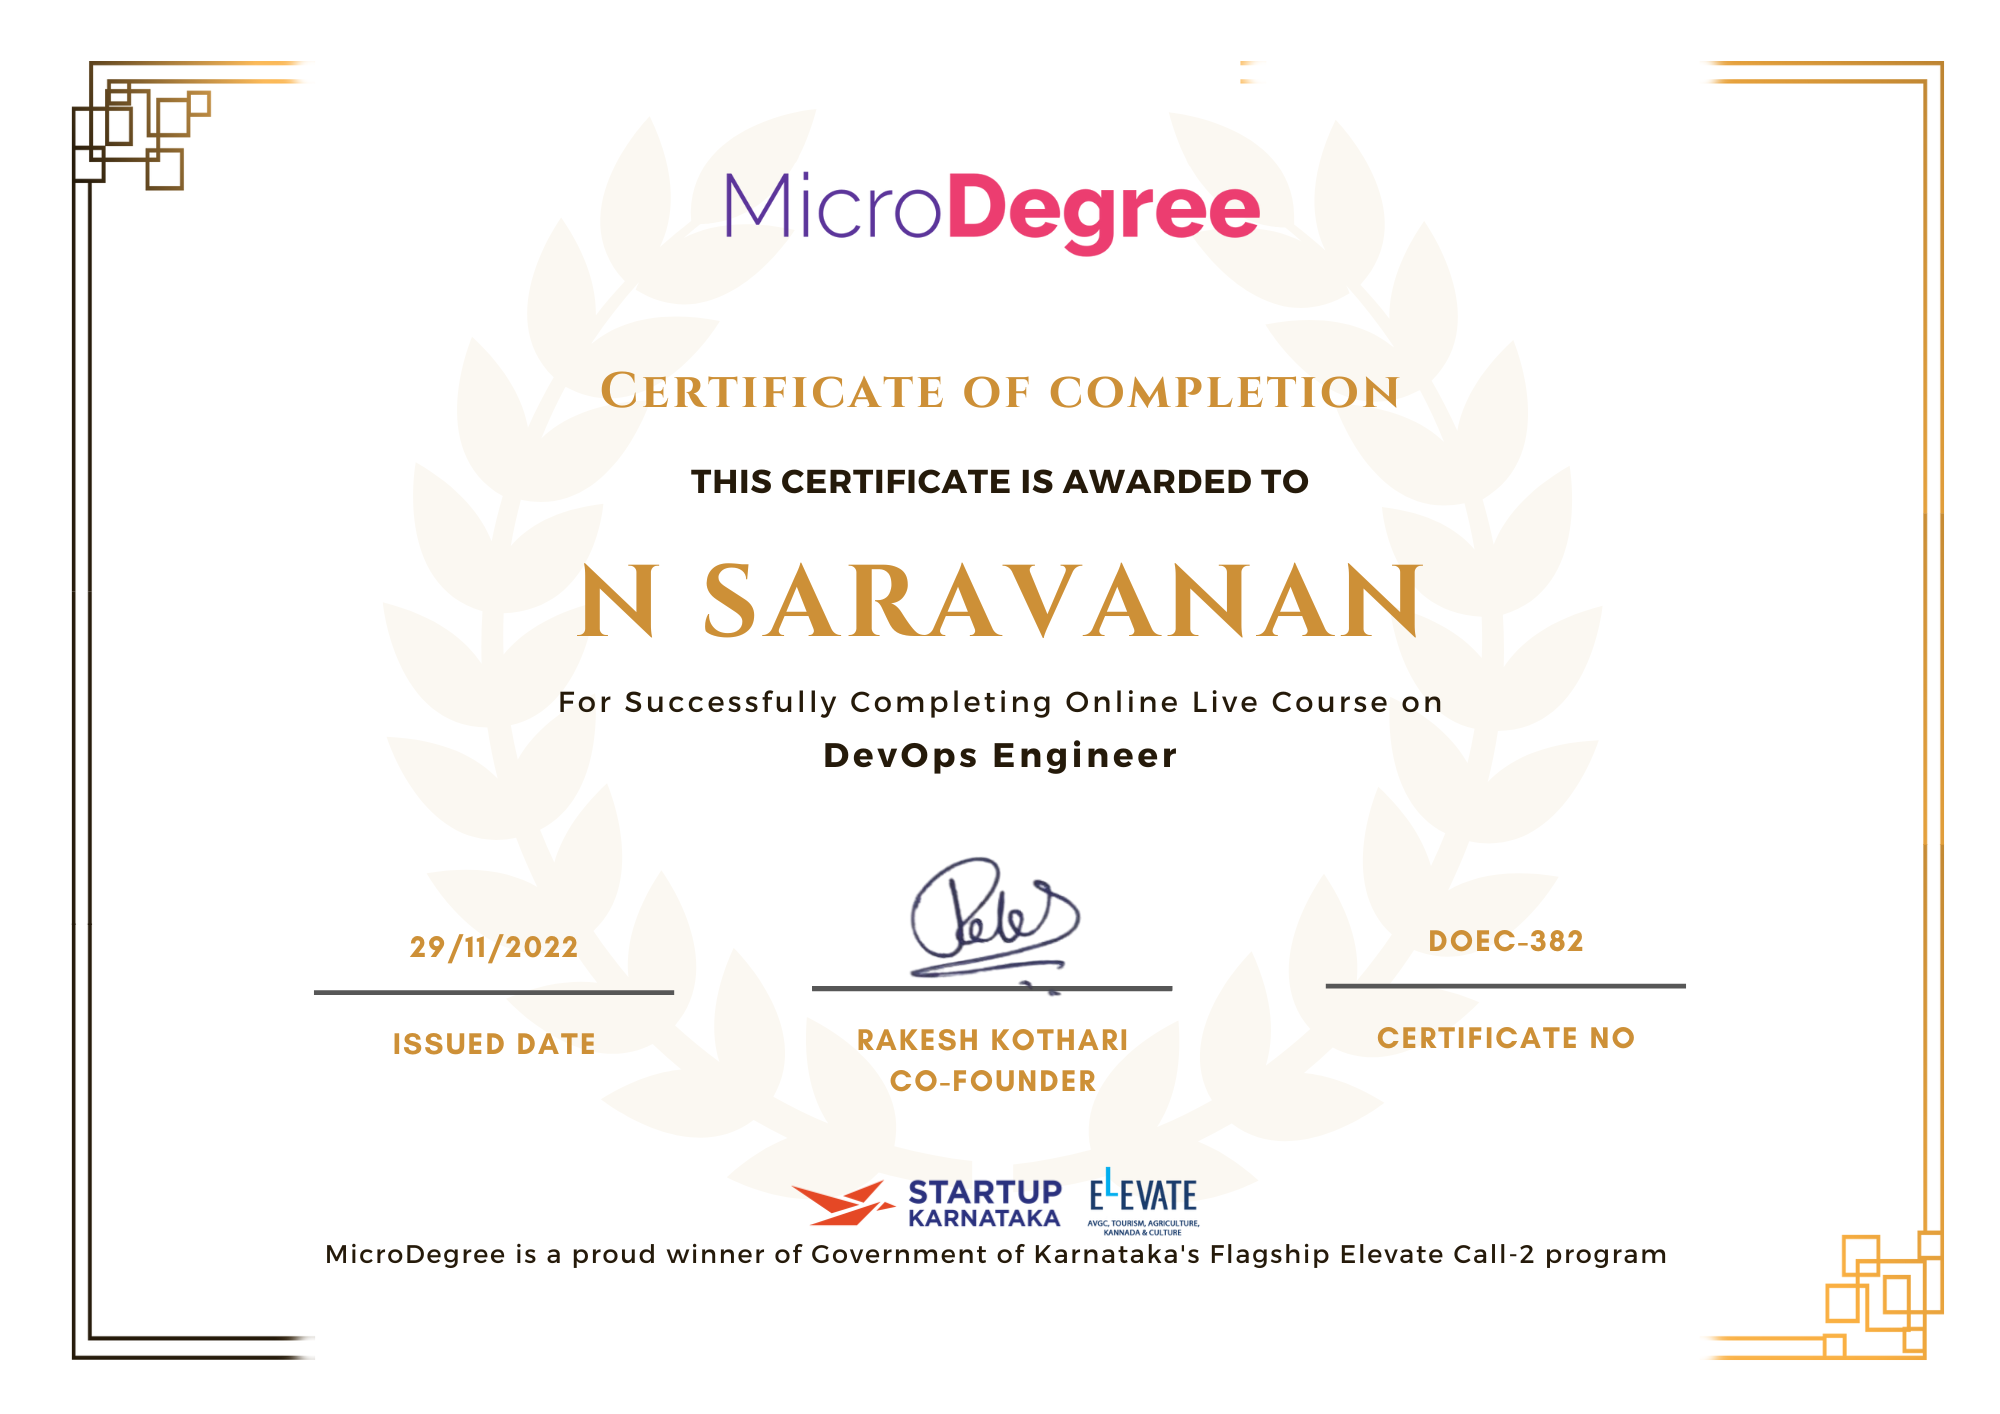 MicroDegree
CERTIFICATE OF COMPLETION
THIS CERTIFICATE IS AWARDED TO
N SARAVANAN
For Successfully Completing Online Live Course on
DevOps Engineer
29/11/2022
ISSUED DATE
RAKESH KOTHARI
CO-FOUNDER
DOEC-382
CERTIFICATE NO
STARTUP
KARNATAKA
ELEVATE
AVGC, TOURISM, AGRICULTURE,
KANNADA & CULTURE
MicroDegree is a proud winner of Government of Karnataka's Flagship Elevate Call-2 program